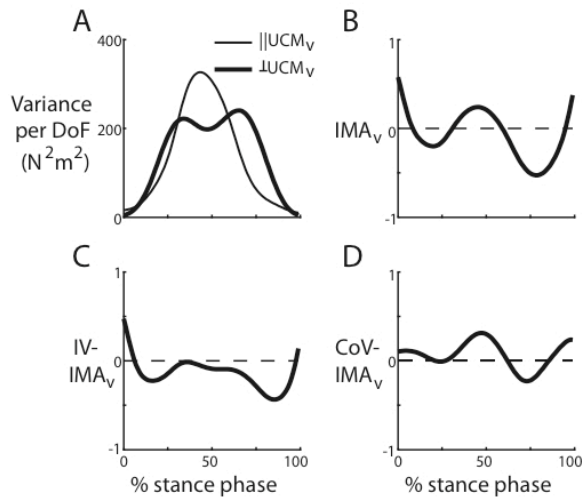 A
B
400
200
0
Variance
per DoF
(N²m²)
||UCMv
⊥UCMv
1
0
-1
IMAv
C
D
1
0
-1
IV-
IMAv
0
50
100
% stance phase
1
0
-1
CoV-
IMAv
0
50
100
% stance phase